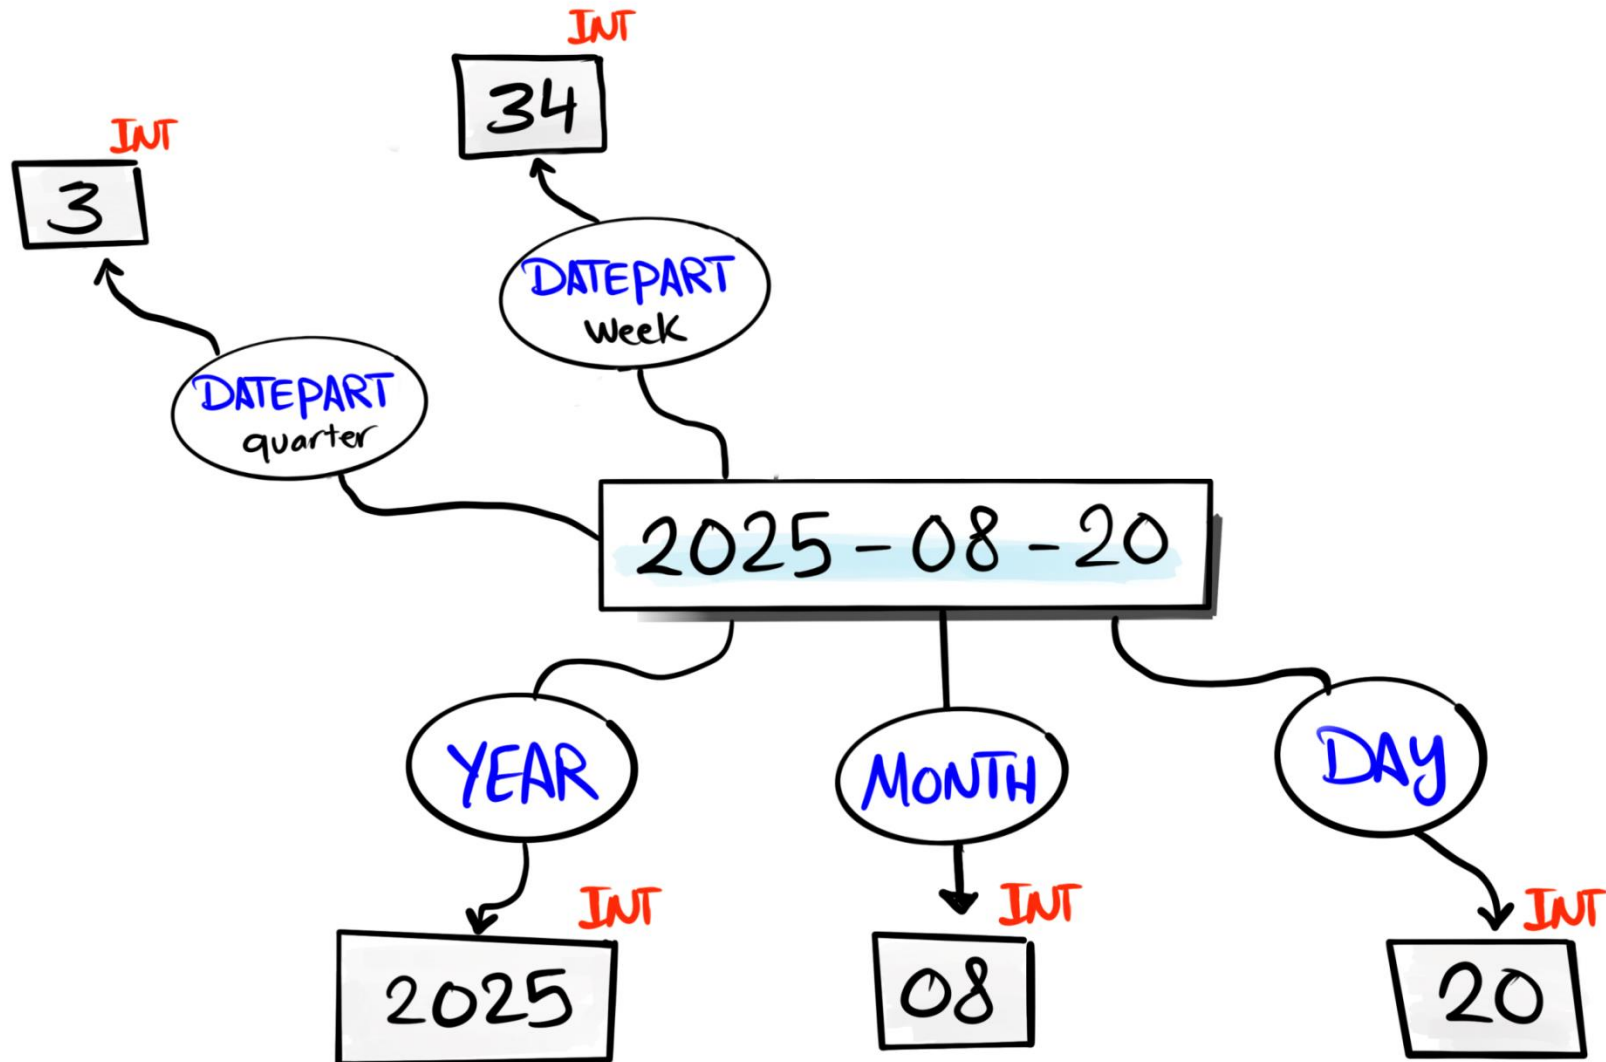 INT
34
INT
3
DATEPART
week
DATEPART
quarter
2025-08-20
YEAR
MONTH
DAY
INT
2025
INT
08
INT
20